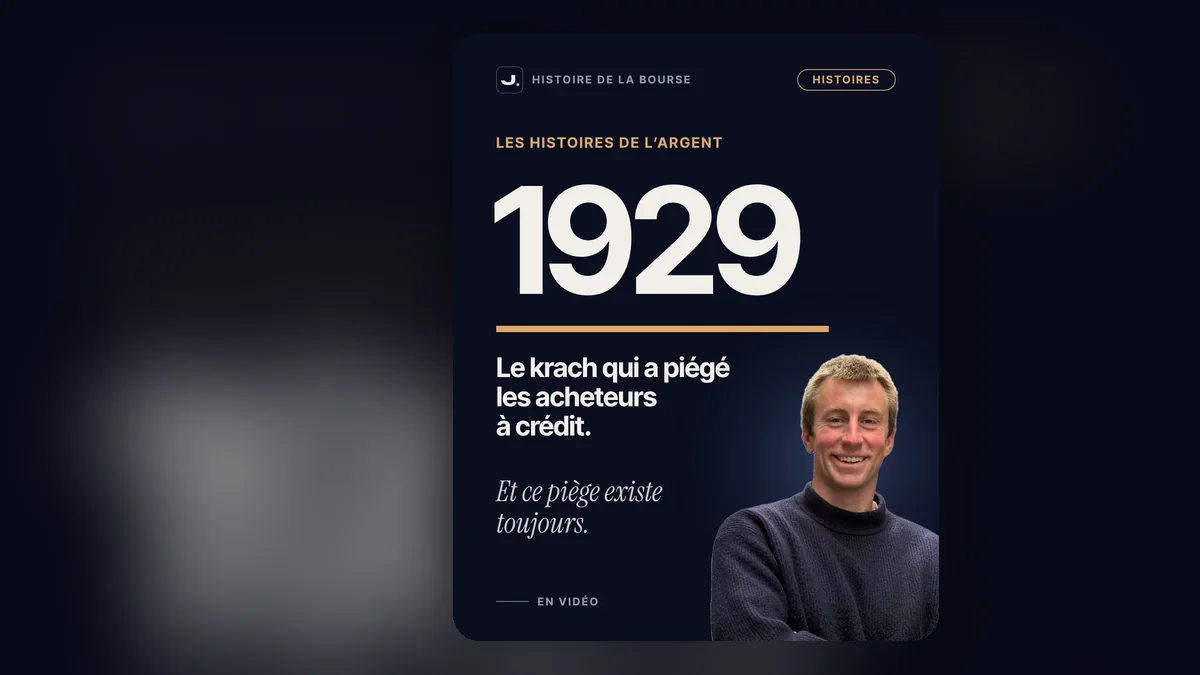 J.
HISTOIRE DE LA BOURSE
HISTOIRES
LES HISTOIRES DE L’ARGENT
1929
Le krach qui a piégé
les acheteurs
à crédit.
Et ce piège existe
toujours.
EN VIDÉO